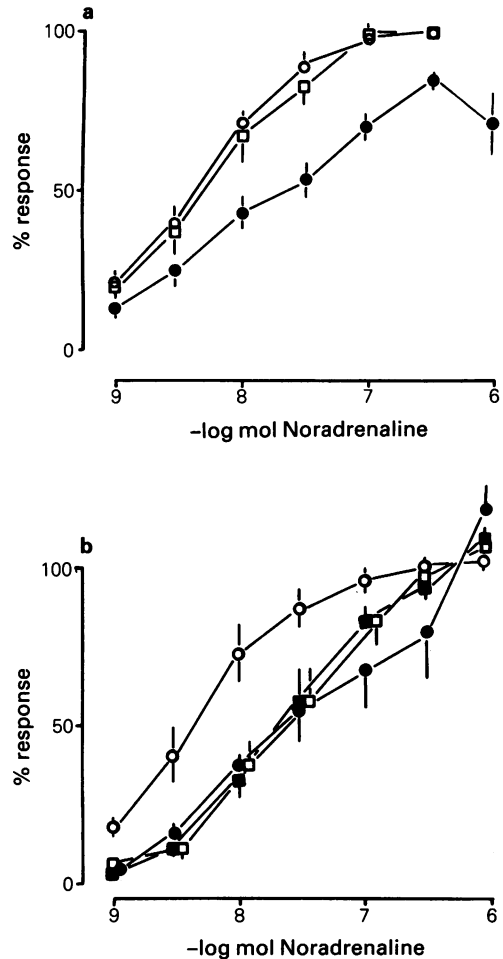 a
100
50
0
% response
9 8 7 6
–log mol Noradrenaline
b
100
50
0
% response
9 8 7 6
–log mol Noradrenaline